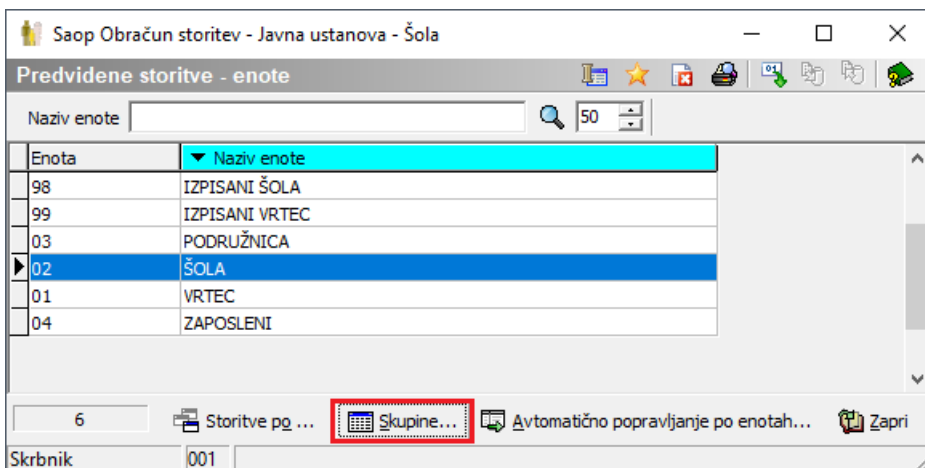 Saop Obračun storitev - Javna ustanova - Šola
Predvidene storitve - enote
Naziv enote 50
Enota Naziv enote
98 IZPISANI ŠOLA
99 IZPISANI VRTEC
03 PODRUŽNICA
02 ŠOLA
01 VRTEC
04 ZAPOSLENI
6 Storitve po ... Skupine... Avtomatično popravljanje po enotah... Zapri
Skrbnik 001